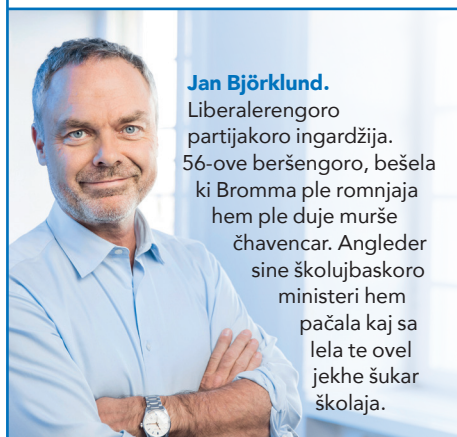 Jan Björklund.
Liberalerengoro
partijakoro ingardžija.
56-ove beršengoro, bešela
ki Bromma ple romnjaja
hem ple duje murše
čhavencar. Angleder
sine školujbaskoro
ministeri hem
pačala kaj sa
lela te ovel
jekhe šukar
školaja.